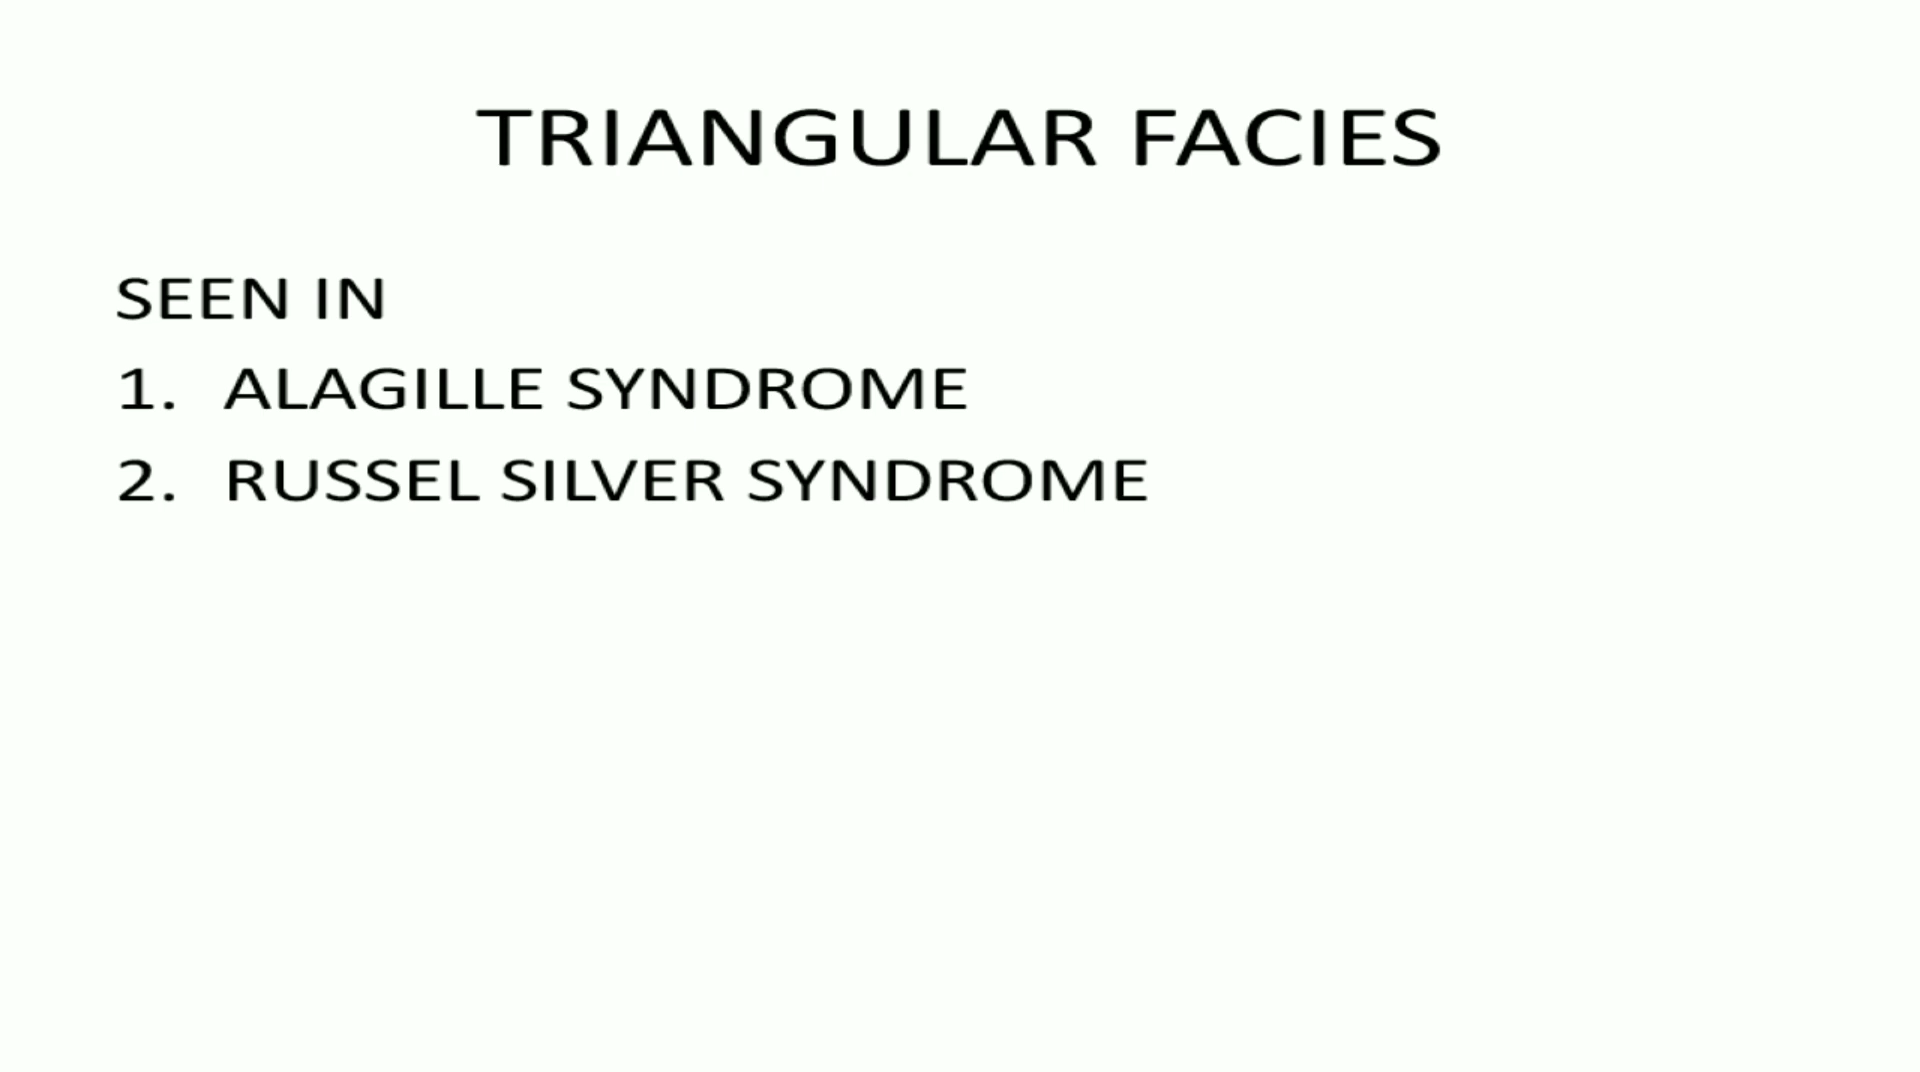 TRIANGULAR FACIES
SEEN IN
1. ALAGILLE SYNDROME
2. RUSSEL SILVER SYNDROME